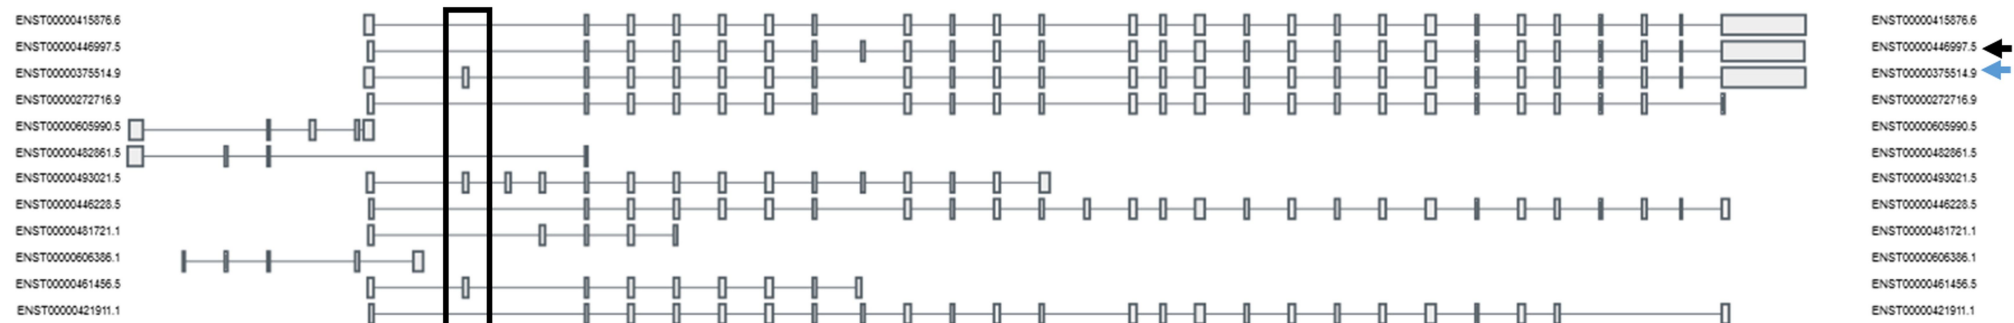 ENST00000415876.6 ENST00000415876.6
ENST00000446997.5 ENST00000446997.5
ENST00000375514.9 ENST00000375514.9
ENST00000272716.9 ENST00000272716.9
ENST00000605990.5 ENST00000605990.5
ENST00000482861.5 ENST00000482861.5
ENST00000493021.5 ENST00000493021.5
ENST00000446228.5 ENST00000446228.5
ENST00000481721.1 ENST00000481721.1
ENST00000606386.1 ENST00000606386.1
ENST00000461456.5 ENST00000461456.5
ENST00000421911.1 ENST00000421911.1